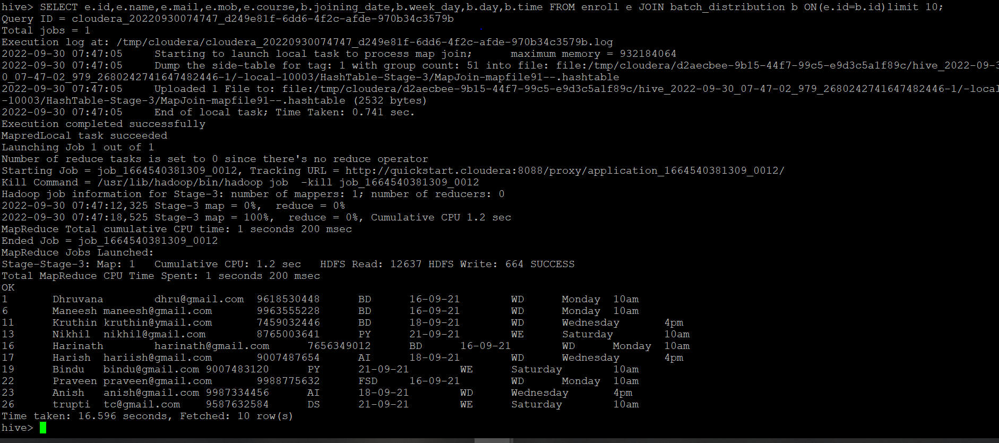 hive> SELECT e.id,e.name,e.mail,e.mob,e.course,b.joining_date,b.week_day,b.day,b.time FROM enroll e JOIN batch_distribution b ON(e.id=b.id)limit 10;
Query ID = cloudera_20220930074747_d249e81f-6dd6-4f2c-afde-970b34c3579b
Total jobs = 1
Execution log at: /tmp/cloudera/cloudera_20220930074747_d249e81f-6dd6-4f2c-afde-970b34c3579b.log
2022-09-30 07:47:05     Starting to launch local task to process map join;      maximum memory = 932184064
2022-09-30 07:47:05     Dump the side-table for tag: 1 with group count: 51 into file: file:/tmp/cloudera/d2aecbee-9b15-44f7-99c5-e9d3c5a1f89c/hive_2022-09-3
0_07-47-02_979_2680242741647482446-1/-local-10003/HashTable-Stage-3/MapJoin-mapfile91--.hashtable
2022-09-30 07:47:05     Uploaded 1 File to: file:/tmp/cloudera/d2aecbee-9b15-44f7-99c5-e9d3c5a1f89c/hive_2022-09-30_07-47-02_979_2680242741647482446-1/-local
-10003/HashTable-Stage-3/MapJoin-mapfile91--.hashtable (2532 bytes)
2022-09-30 07:47:05     End of local task; Time Taken: 0.741 sec.
Execution completed successfully
MapredLocal task succeeded
Launching Job 1 out of 1
Number of reduce tasks is set to 0 since there's no reduce operator
Starting Job = job_1664540381309_0012, Tracking URL = http://quickstart.cloudera:8088/proxy/application_1664540381309_0012/
Kill Command = /usr/lib/hadoop/bin/hadoop job  -kill job_1664540381309_0012
Hadoop job information for Stage-3: number of mappers: 1; number of reducers: 0
2022-09-30 07:47:12,325 Stage-3 map = 0%,  reduce = 0%
2022-09-30 07:47:18,525 Stage-3 map = 100%,  reduce = 0%, Cumulative CPU 1.2 sec
MapReduce Total cumulative CPU time: 1 seconds 200 msec
Ended Job = job_1664540381309_0012
MapReduce Jobs Launched:
Stage-Stage-3: Map: 1   Cumulative CPU: 1.2 sec   HDFS Read: 12637 HDFS Write: 664 SUCCESS
Total MapReduce CPU Time Spent: 1 seconds 200 msec
OK
1       Dhruvana        dhru@gmail.com  9618530448      BD      16-09-21        WD      Monday  10am
6       Maneesh maneesh@gmail.com       9963555228      BD      16-09-21        WD      Monday  10am
11      Kruthin kruthin@ymail.com       7459032446      BD      18-09-21        WD      Wednesday       4pm
13      Nikhil  nikhil@gmail.com        8765003641      PY      21-09-21        WE      Saturday        10am
16      Harinath        harinath@gmail.com      7656349012      BD      16-09-21        WD      Monday  10am
17      Harish  hariish@gmail.com       9007487654      AI      18-09-21        WD      Wednesday       4pm
19      Bindu   bindu@gmail.com 9007483120      PY      21-09-21        WE      Saturday        10am
22      Praveen praveen@gmail.com       9988775632      FSD     16-09-21        WD      Monday  10am
23      Anish   anish@gmail.com 9987334456      AI      18-09-21        WD      Wednesday       4pm
26      trupti  tc@gmail.com    9587632584      DS      21-09-21        WE      Saturday        10am
Time taken: 16.596 seconds, Fetched: 10 row(s)
hive>